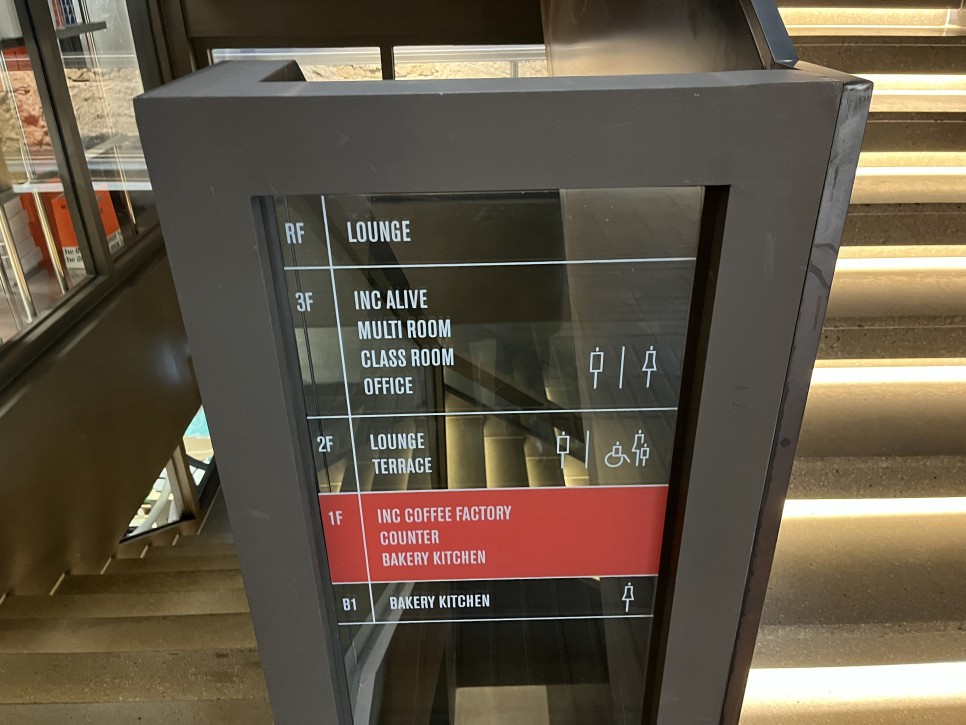 RF LOUNGE
3F INC ALIVE
MULTI ROOM
CLASS ROOM
OFFICE
2F LOUNGE
TERRACE
1F INC COFFEE FACTORY
COUNTER
BAKERY KITCHEN
B1 BAKERY KITCHEN